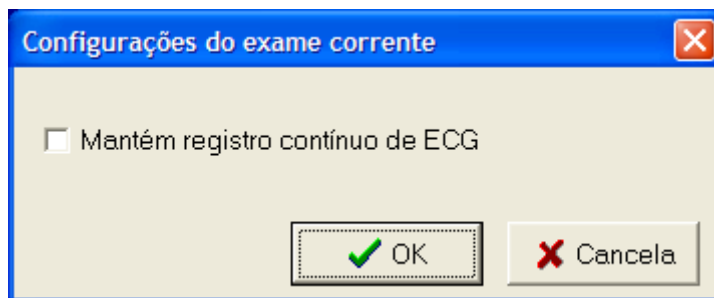 Configurações do exame corrente
Mantém registro contínuo de ECG
OK
Cancela